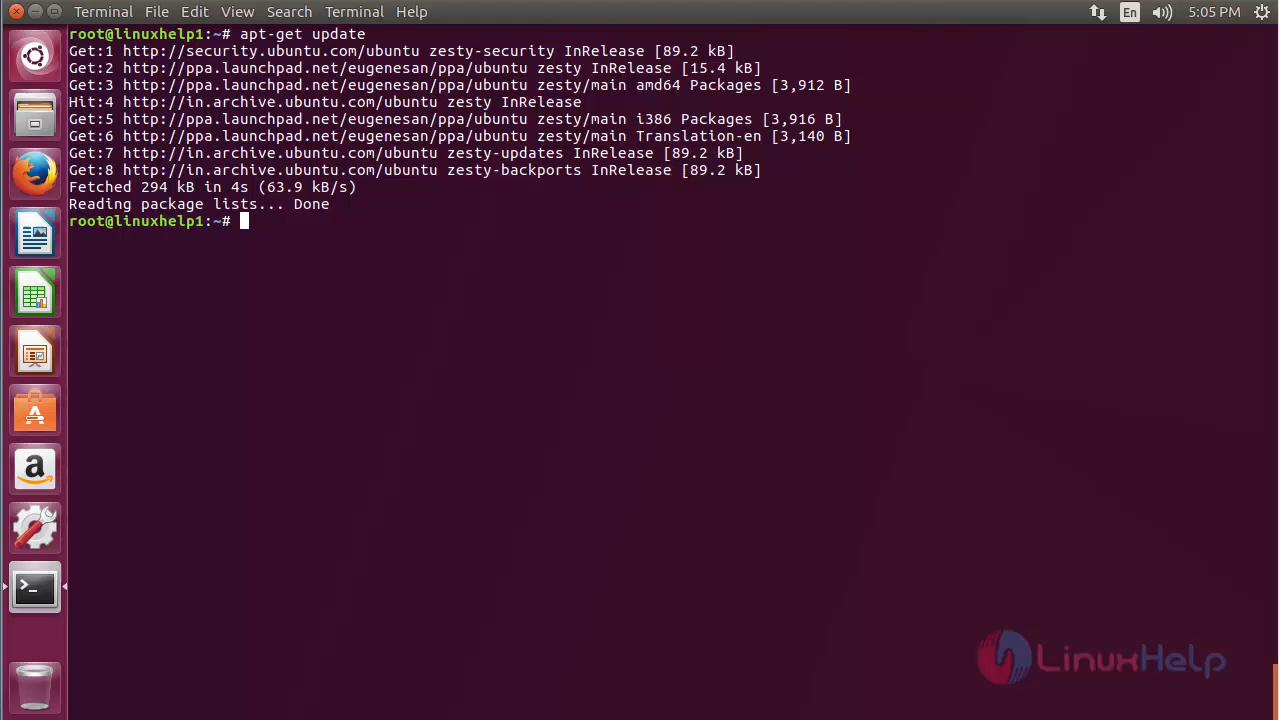 Terminal File Edit View Search Terminal Help En 5:05 PM
root@linuxhelp1:~# apt-get update
Get:1 http://security.ubuntu.com/ubuntu zesty-security InRelease [89.2 kB]
Get:2 http://ppa.launchpad.net/eugenesan/ppa/ubuntu zesty InRelease [15.4 kB]
Get:3 http://ppa.launchpad.net/eugenesan/ppa/ubuntu zesty/main amd64 Packages [3,912 B]
Hit:4 http://in.archive.ubuntu.com/ubuntu zesty InRelease
Get:5 http://ppa.launchpad.net/eugenesan/ppa/ubuntu zesty/main i386 Packages [3,916 B]
Get:6 http://ppa.launchpad.net/eugenesan/ppa/ubuntu zesty/main Translation-en [3,140 B]
Get:7 http://in.archive.ubuntu.com/ubuntu zesty-updates InRelease [89.2 kB]
Get:8 http://in.archive.ubuntu.com/ubuntu zesty-backports InRelease [89.2 kB]
Fetched 294 kB in 4s (63.9 kB/s)
Reading package lists... Done
root@linuxhelp1:~#
LinuxHelp